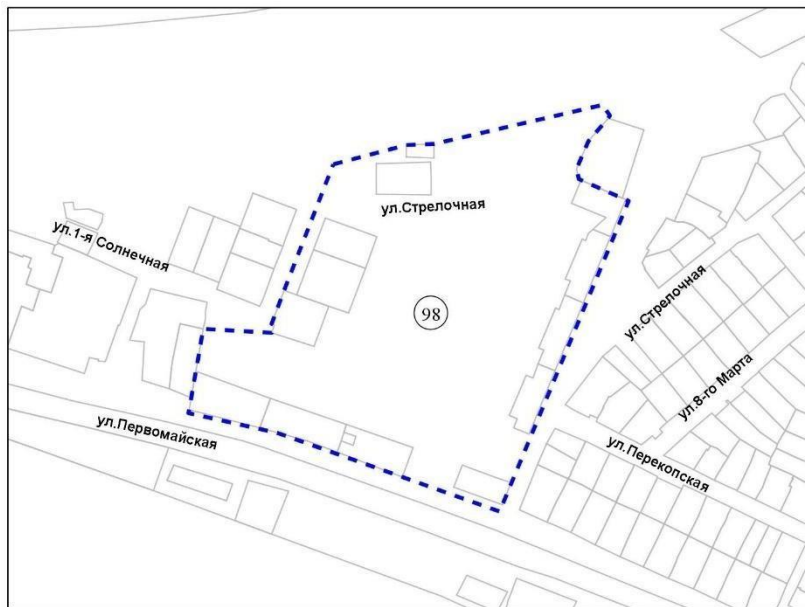 ул.Стрелочная
ул.1-я Солнечная
98
ул.Стрелочная
ул.8-го Марта
ул.Первомайская
ул.Перекопская